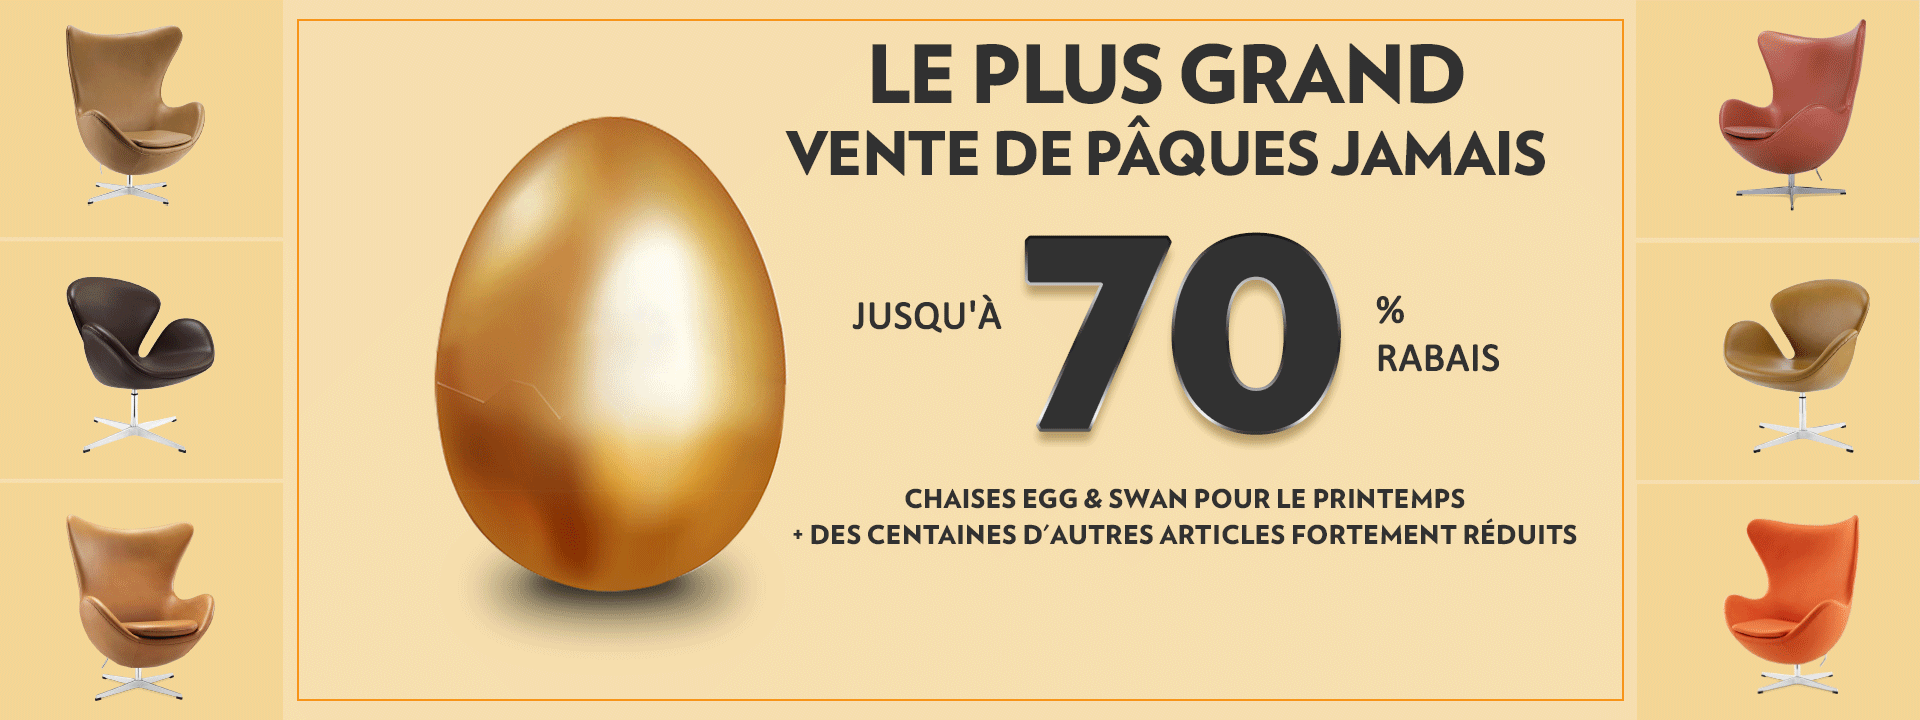 LE PLUS GRAND
VENTE DE PÂQUES JAMAIS
JUSQU'À 70 %
RABAIS
CHAISES EGG & SWAN POUR LE PRINTEMPS
+ DES CENTAINES D’AUTRES ARTICLES FORTEMENT RÉDUITS